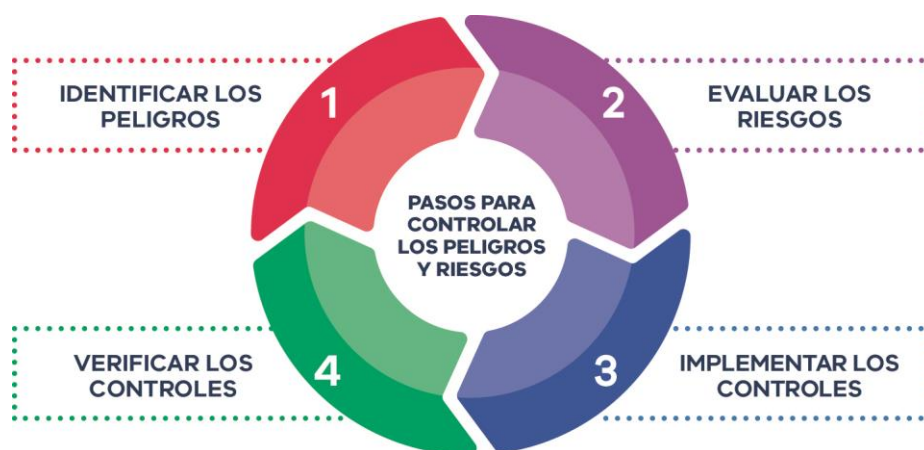 IDENTIFICAR LOS
PELIGROS
1
2
EVALUAR LOS
RIESGOS
PASOS PARA
CONTROLAR
LOS PELIGROS
Y RIESGOS
VERIFICAR LOS
CONTROLES
4
3
IMPLEMENTAR LOS
CONTROLES